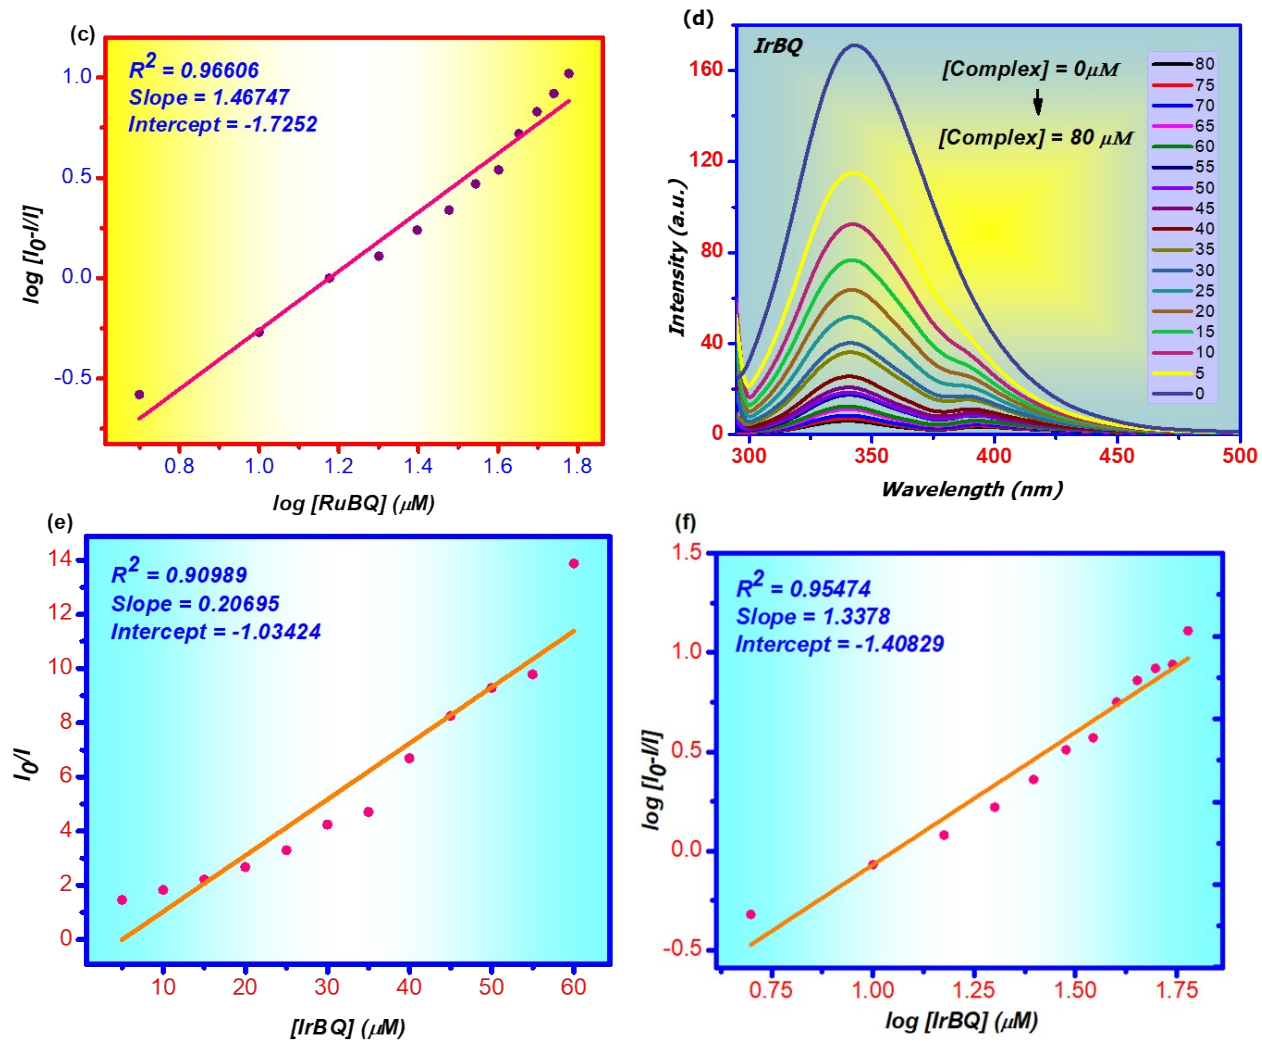 (c)
R² = 0.96606
Slope = 1.46747
Intercept = -1.7252
1.0
0.5
0.0
-0.5
log [I₀-I/I]
0.8 1.0 1.2 1.4 1.6 1.8
log [RuBQ] (μM)
(d)
IrBQ
[Complex] = 0μM
[Complex] = 80 μM
80
75
70
65
60
55
50
45
40
35
30
25
20
15
10
5
0
160
120
80
40
0
Intensity (a.u.)
300 350 400 450 500
Wavelength (nm)
(e)
R² = 0.90989
Slope = 0.20695
Intercept = -1.03424
14
12
10
8
6
4
2
0
I₀/I
10 20 30 40 50 60
[IrBQ] (μM)
(f)
R² = 0.95474
Slope = 1.3378
Intercept = -1.40829
1.5
1.0
0.5
0.0
-0.5
log [I₀-I/I]
0.75 1.00 1.25 1.50 1.75
log [IrBQ] (μM)